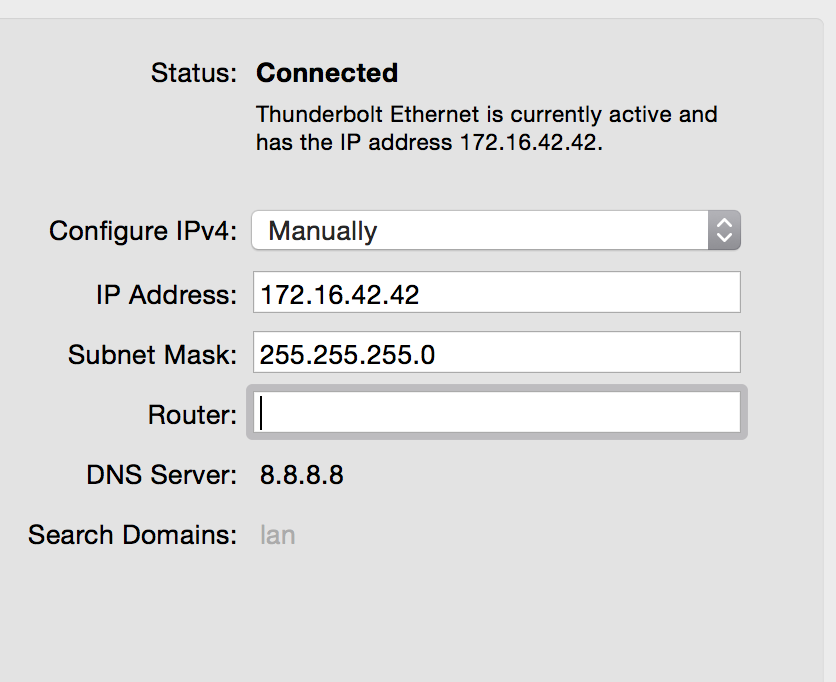 Status: Connected
Thunderbolt Ethernet is currently active and
has the IP address 172.16.42.42.
Configure IPv4: Manually
IP Address: 172.16.42.42
Subnet Mask: 255.255.255.0
Router:
DNS Server: 8.8.8.8
Search Domains: lan